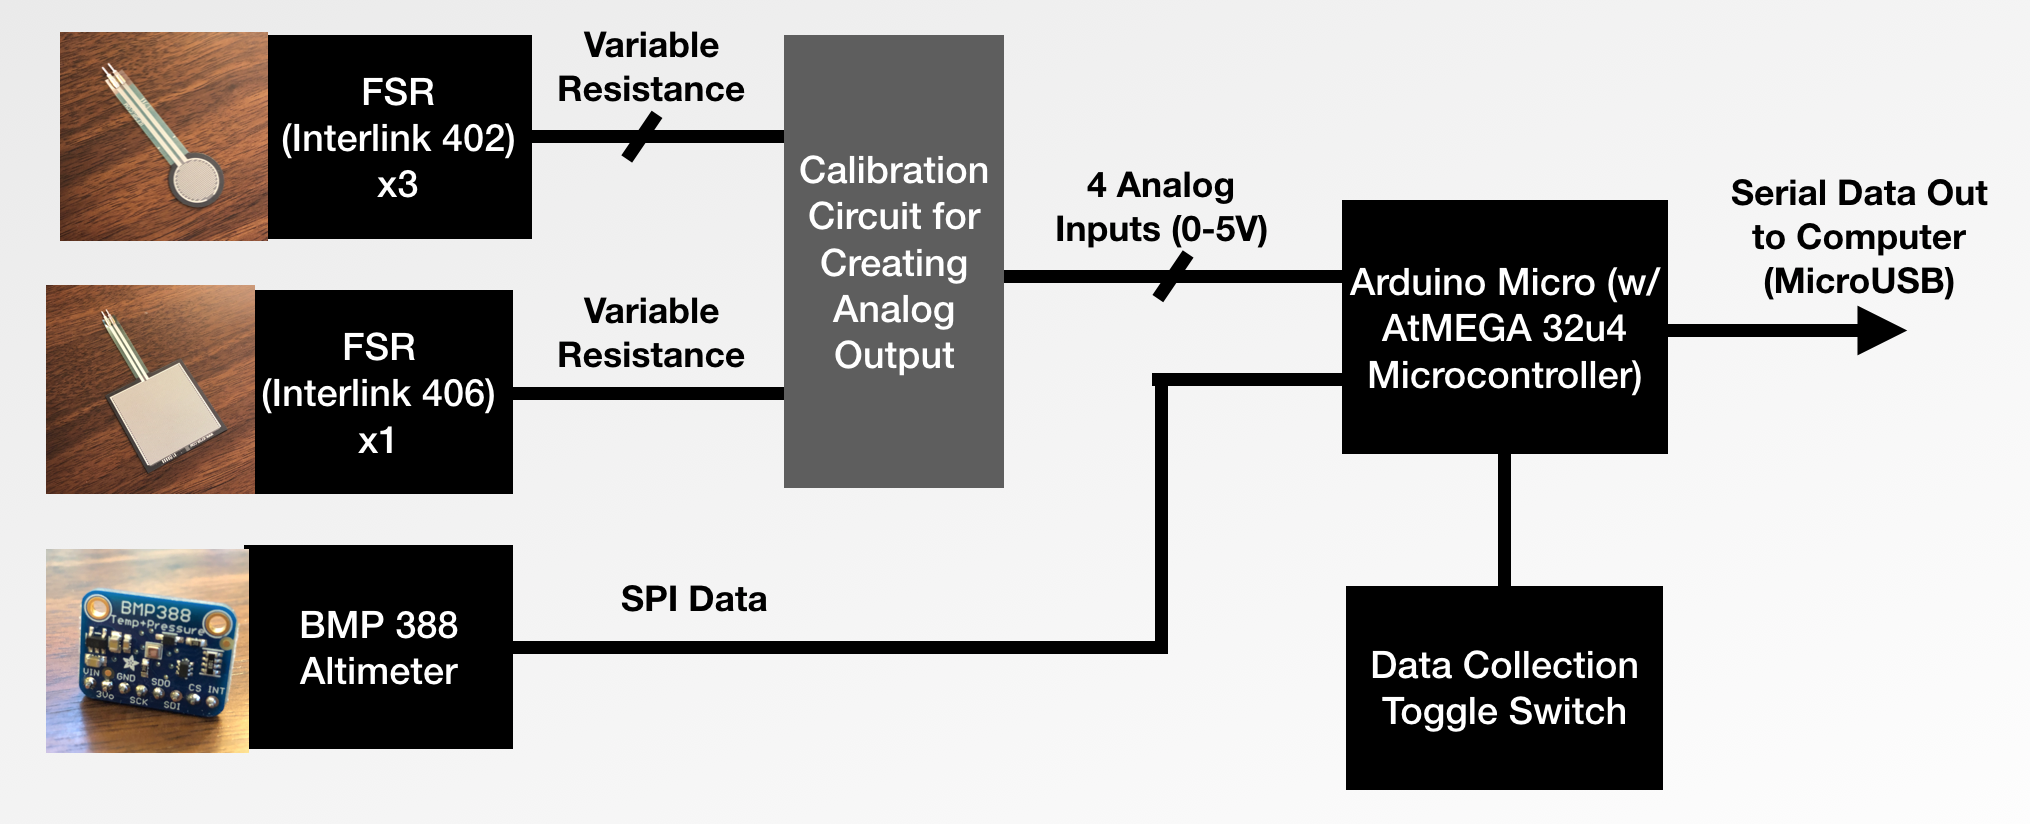 Variable
Resistance
FSR
(Interlink 402)
x3
Calibration
Circuit for
Creating
Analog
Output
4 Analog
Inputs (0-5V)
Serial Data Out
to Computer
(MicroUSB)
Arduino Micro (w/
AtMEGA 32u4
Microcontroller)
Variable
Resistance
FSR
(Interlink 406)
x1
SPI Data
BMP 388
Altimeter
BMP388
Temp+Pressure
VIN
3Vo
GND
SCK
SDO
SDI
CS
INT
Data Collection
Toggle Switch